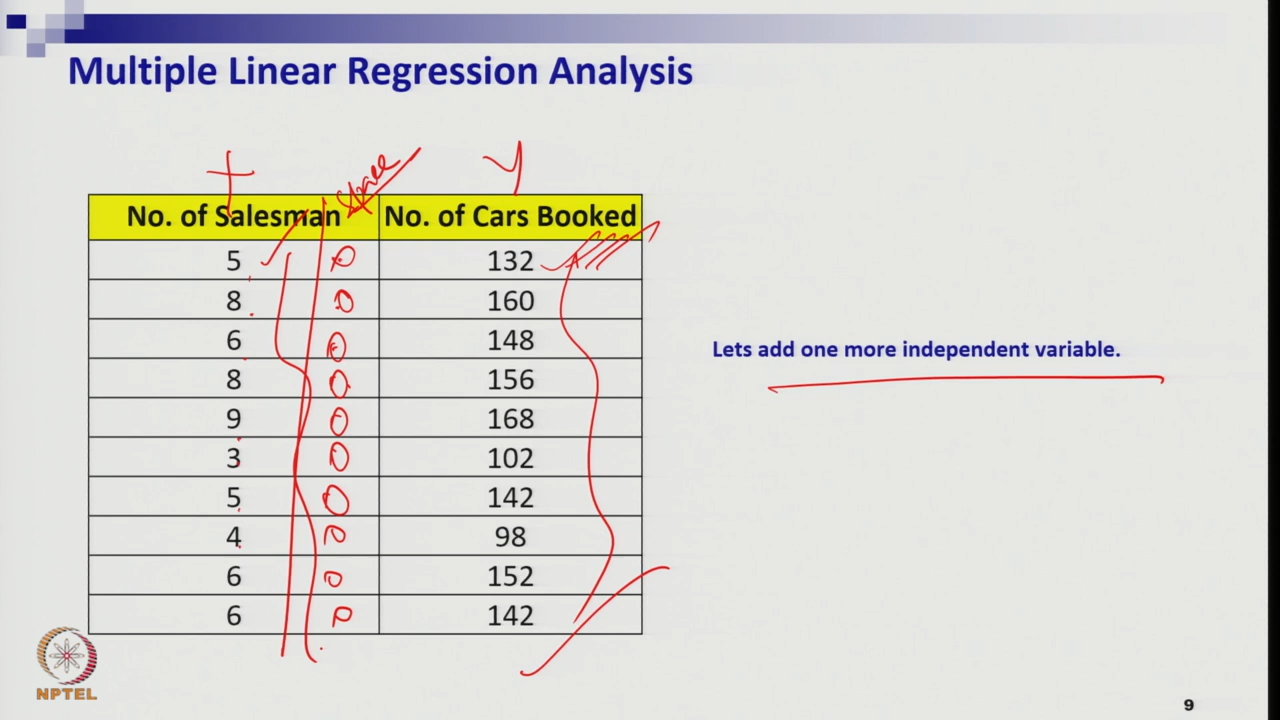 Multiple Linear Regression Analysis
Y
No. of Salesman No. of Cars Booked
5 132
8 160
6 148
8 156
9 168
3 102
5 142
4 98
6 152
6 142
Lets add one more independent variable.
NPTEL
9